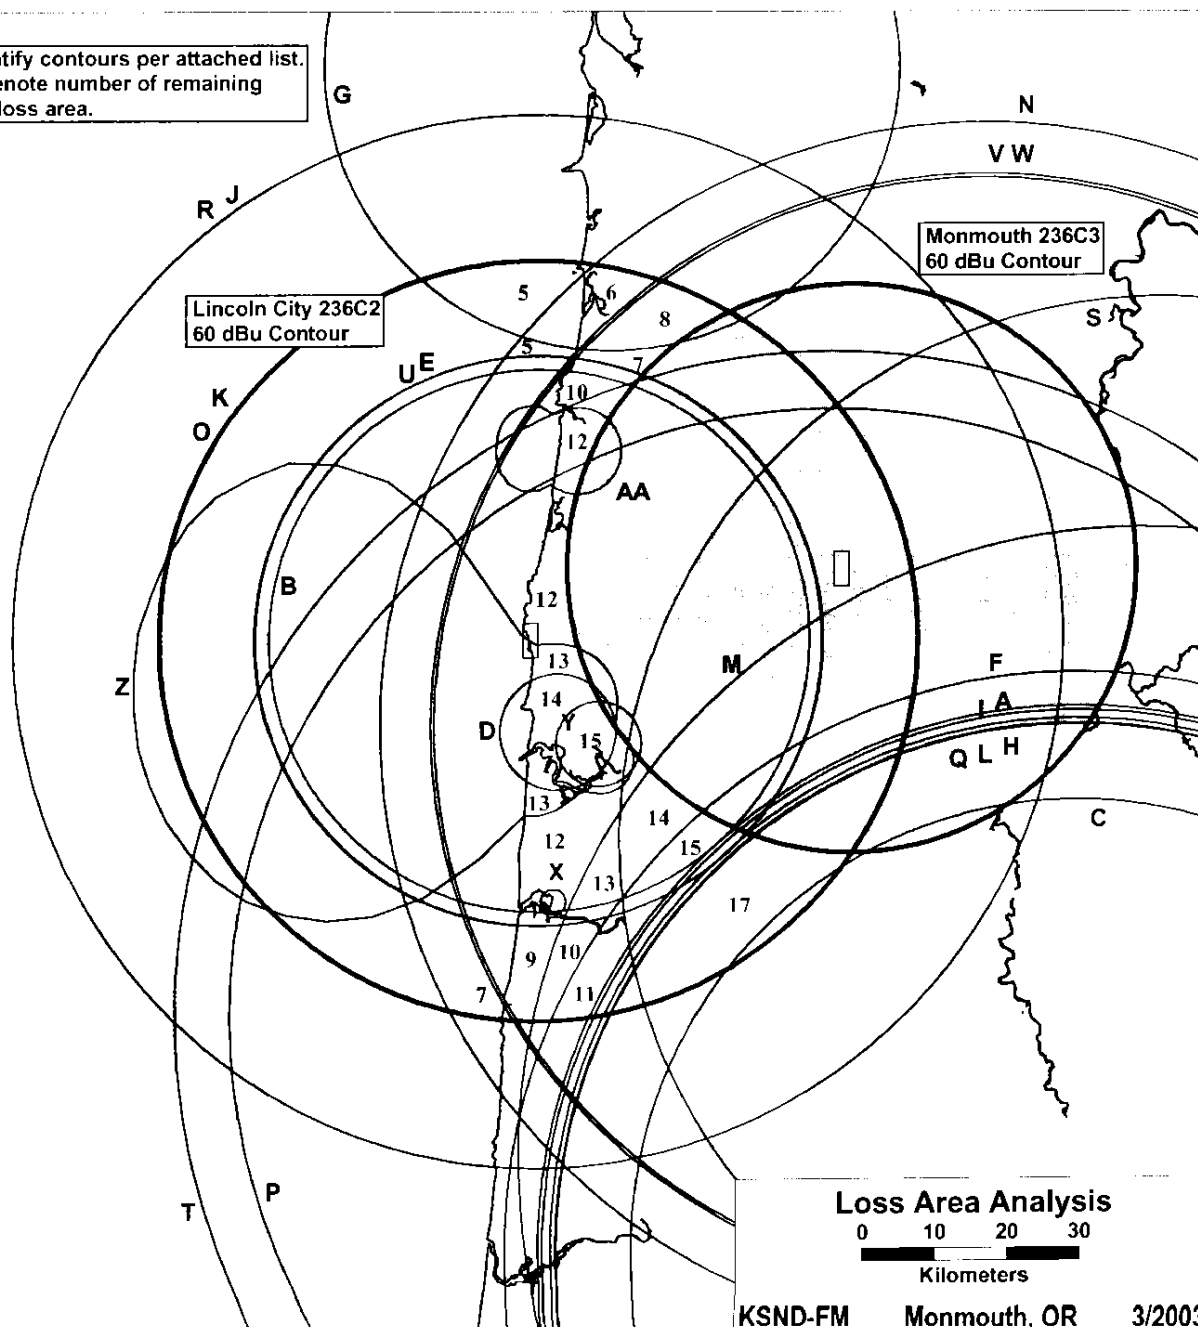 ntify contours per attached list.
enote number of remaining
loss area.
G
N
V W
R J
Monmouth 236C3
60 dBu Contour
Lincoln City 236C2
60 dBu Contour
5
6
8
S
5
7
U E
K
O
10
12
AA
B
12
13
M
F
Z
14
I A
D
Y
15
Q L H
13
14
C
12
15
X
13
17
9
10
7
11
T
P
Loss Area Analysis
0 10 20 30
Kilometers
KSND-FM Monmouth, OR 3/2003